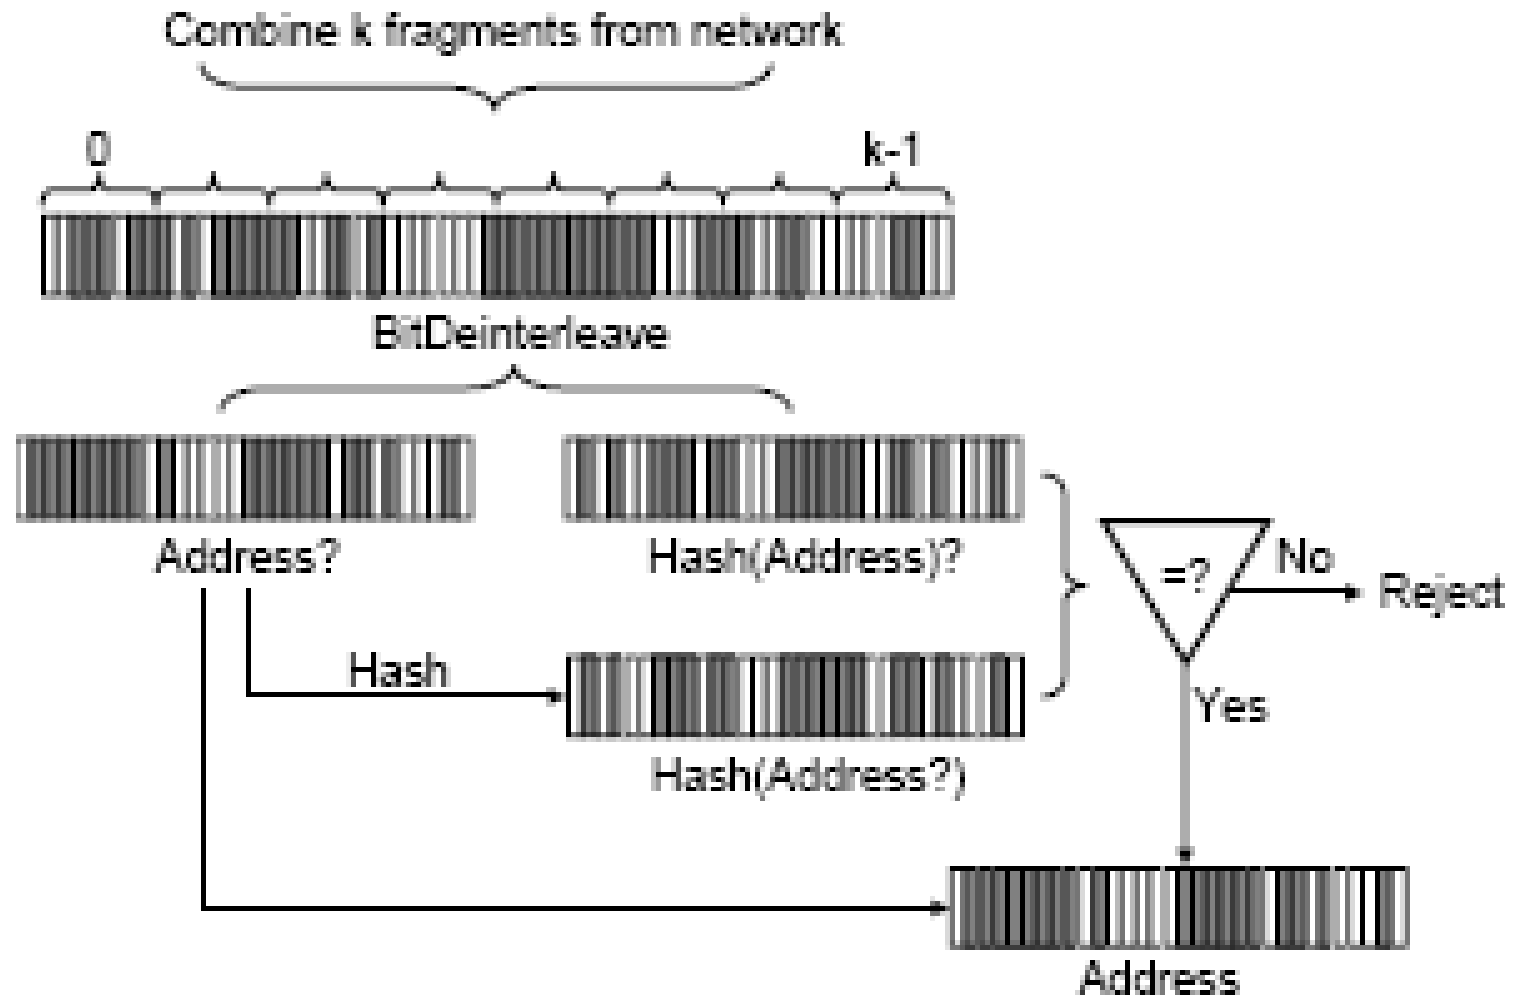 Combine k fragments from network
0
k-1
BitDeinterleave
Address?
Hash(Address)?
=?
No
Reject
Hash
Yes
Hash(Address?)
Address